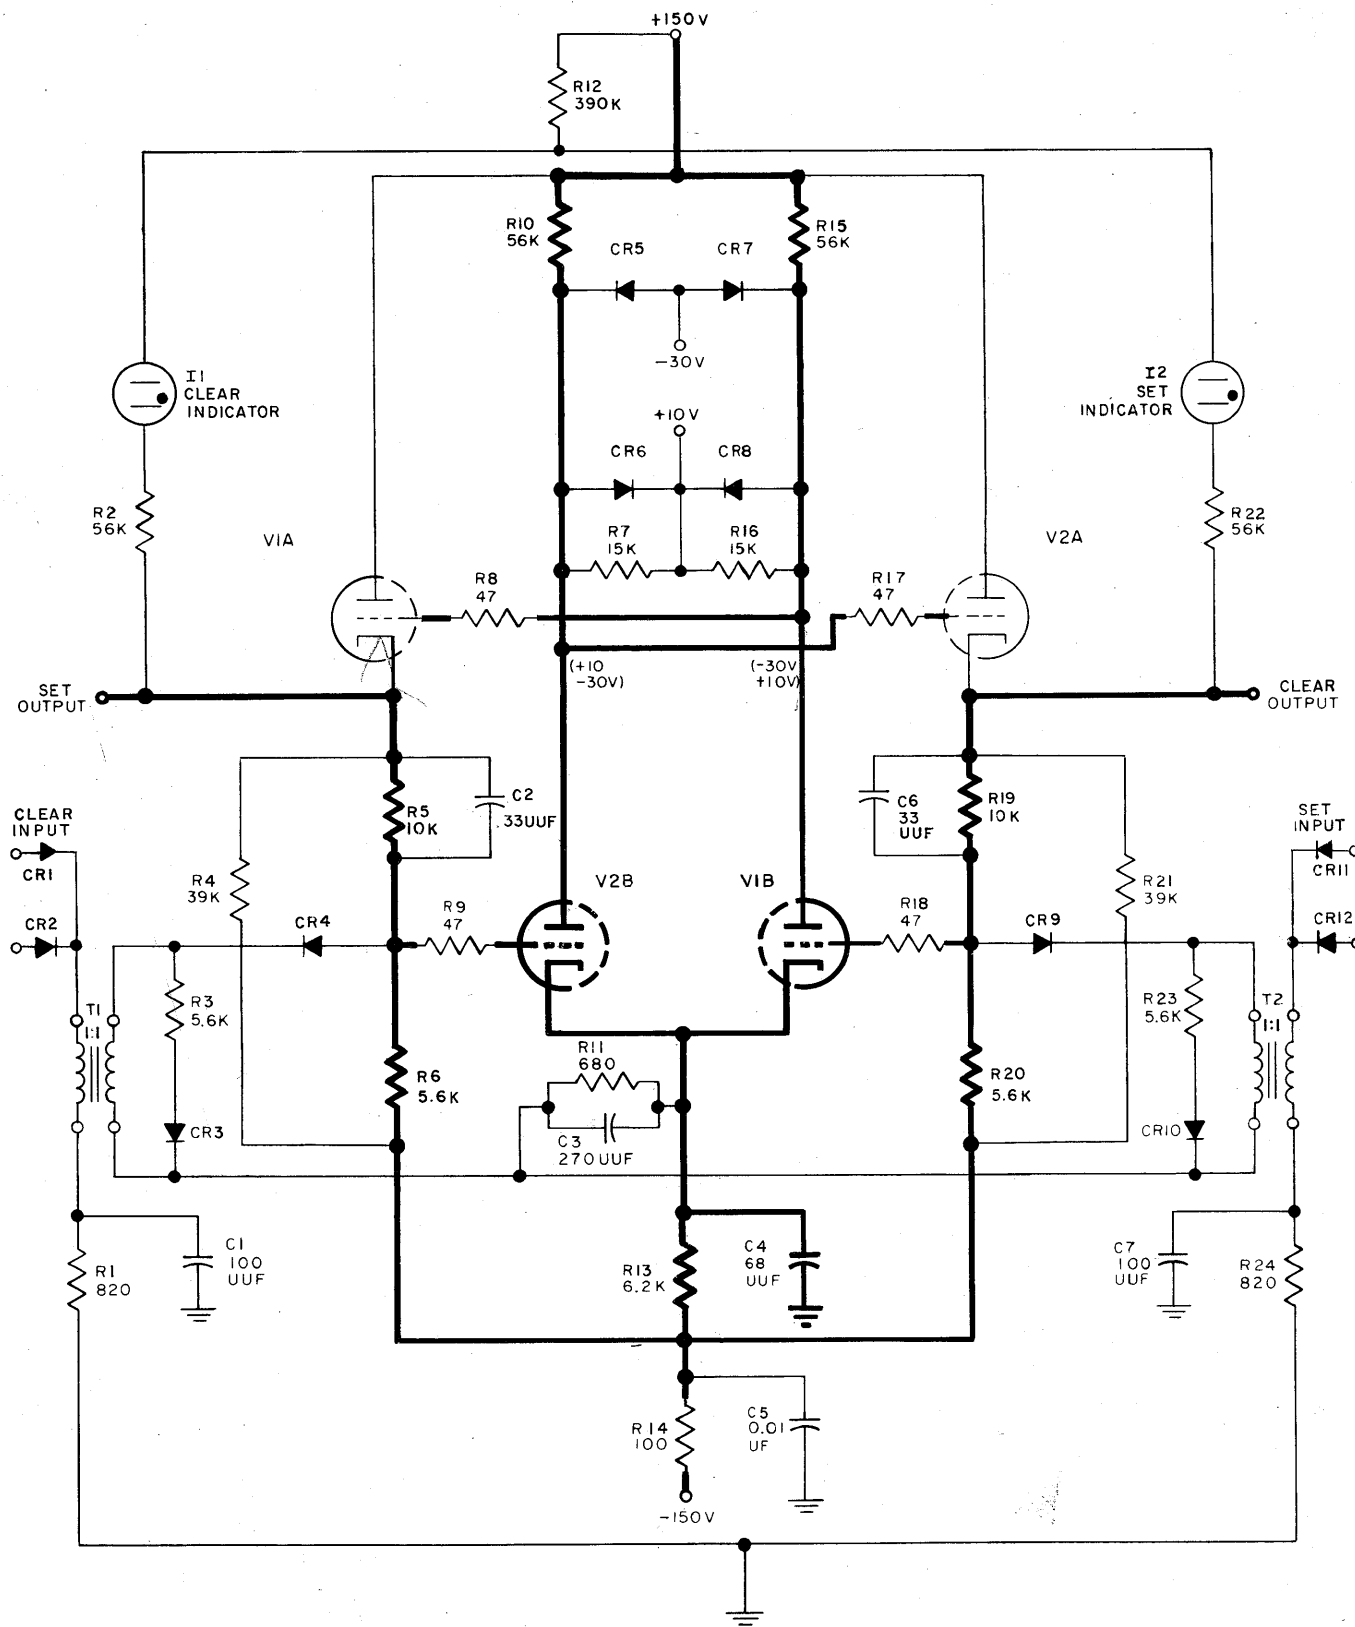 +150V
R12
390K
R10
56K
R15
56K
CR5
CR7
-30V
I1
CLEAR
INDICATOR
I2
SET
INDICATOR
+10V
CR6
CR8
R2
56K
R22
56K
R7
15K
R16
15K
V1A
V2A
R8
47
R17
47
(+10
-30V)
(-30V
+10V)
SET
OUTPUT
CLEAR
OUTPUT
CLEAR
INPUT
CR1
CR2
R5
10K
C2
.33UUF
C6
33
UUF
R19
10K
SET
INPUT
CR11
CR12
R4
39K
R21
39K
V2B
V1B
CR4
R9
47
R18
47
CR9
R3
5.6K
R23
5.6K
T1
1:1
T2
1:1
R11
680
R6
5.6K
R20
5.6K
CR3
C3
270UUF
CR10
C1
100
UUF
R1
820
R13
6.2K
C4
68
UUF
C7
100
UUF
R24
820
R14
100
C5
0.01
UF
-150V